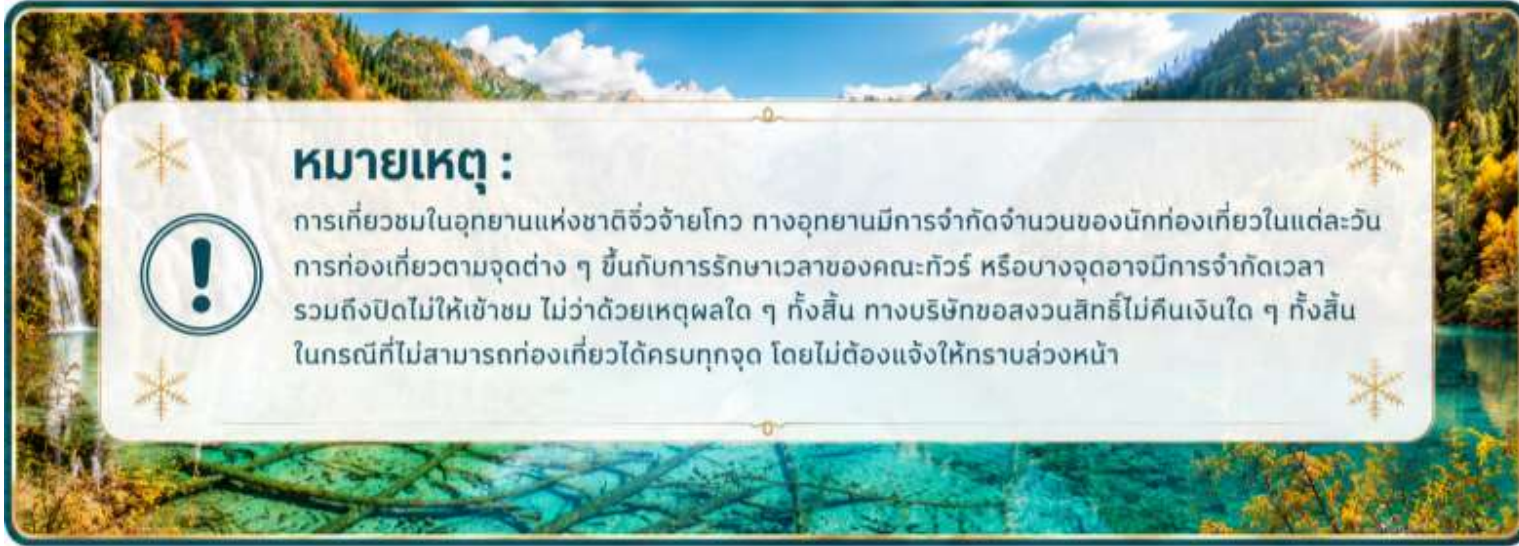 หมายเหตุ :
การเที่ยวชมในอุทยานแห่งชาติจิ่วจ้ายโกว ทางอุทยานมีการจำกัดจำนวนของนักท่องเที่ยวในแต่ละวัน
การท่องเที่ยวตามจุดต่าง ๆ ขึ้นกับการรักษาเวลาของคณะทัวร์ หรือบางจุดอาจมีการจำกัดเวลา
รวมถึงปิดไม่ให้เข้าชม ไม่ว่าด้วยเหตุผลใด ๆ ทั้งสิ้น ทางบริษัทขอสงวนสิทธิ์ไม่คืนเงินใด ๆ ทั้งสิ้น
ในกรณีที่ไม่สามารถท่องเที่ยวได้ครบทุกจุด โดยไม่ต้องแจ้งให้ทราบล่วงหน้า